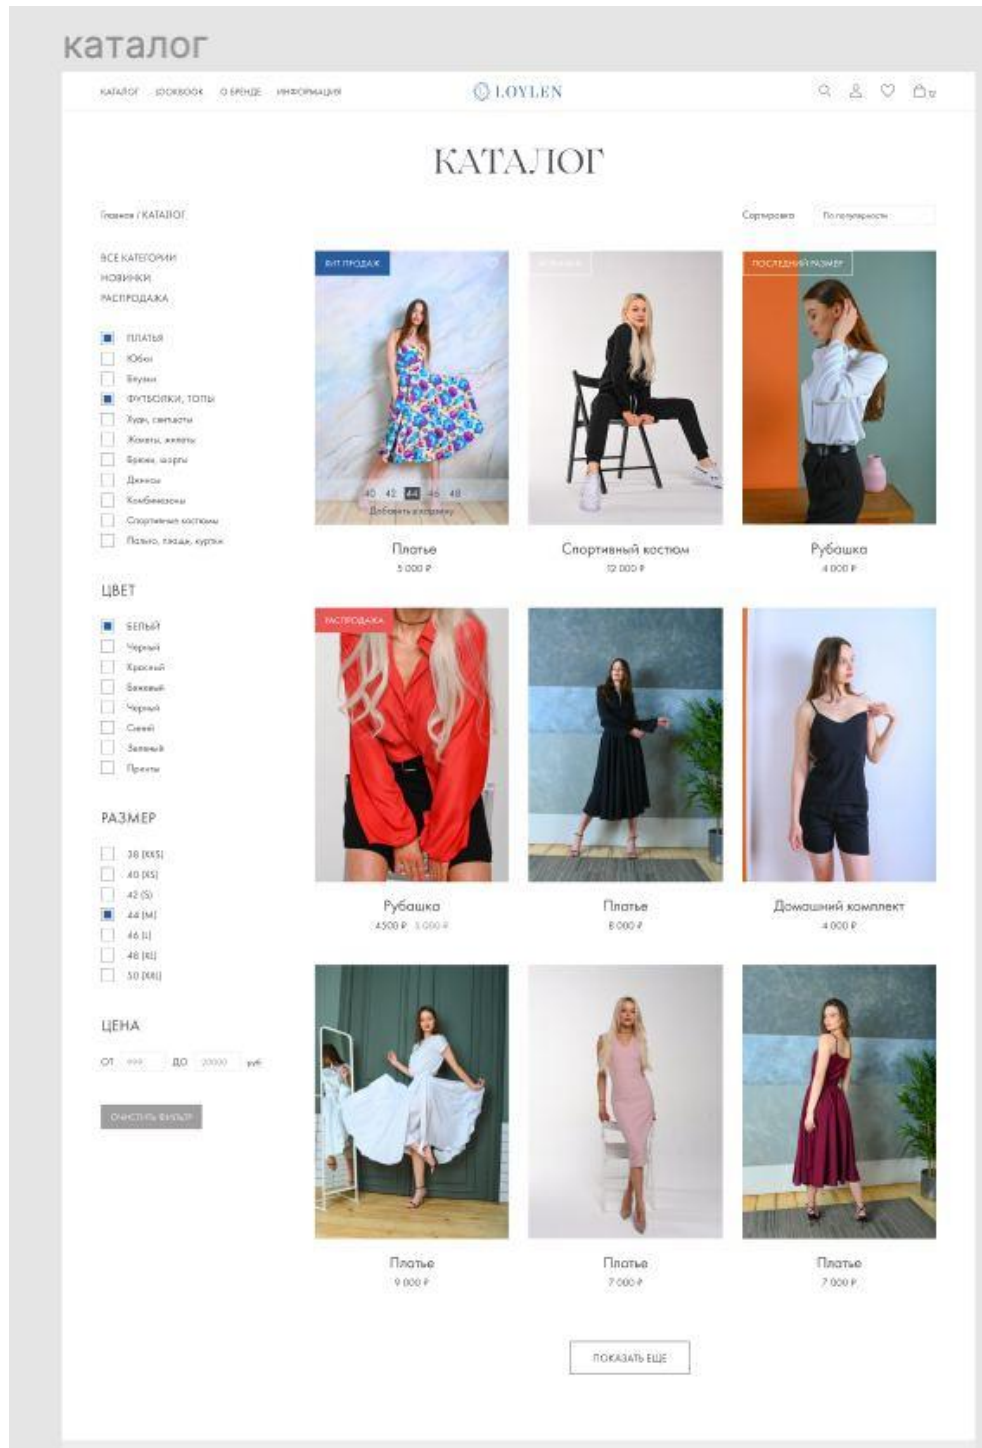 каталог
КАТАЛОГ LOOKBOOK О БРЕНДЕ ИНФОРМАЦИЯ
LOYLEN
КАТАЛОГ
Главная / КАТАЛОГ
Сортировка По популярности
ВСЕ КАТЕГОРИИ
НОВИНКИ
РАСПРОДАЖА
ПЛАТЬЯ
Юбки
Блузки
ФУТБОЛКИ, ТОПЫ
Худи, свитшоты
Жакеты, жилеты
Брюки, шорты
Джинсы
Комбинезоны
Спортивные костюмы
Пальто, плащи, куртки
ЦВЕТ
БЕЛЫЙ
Черный
Красный
Бежевый
Черный
Синий
Зеленый
Принты
РАЗМЕР
38 (XXS)
40 (XS)
42 (S)
44 (M)
46 (L)
48 (XL)
50 (XXL)
ЦЕНА
ОТ 999 ДО 20000 руб
ОЧИСТИТЬ ФИЛЬТР
ХИТ ПРОДАЖ
40 42 44 46 48
Добавить в корзину
Платье
5 000 ₽
Спортивный костюм
12 000 ₽
ПОСЛЕДНИЙ РАЗМЕР
Рубашка
4 000 ₽
РАСПРОДАЖА
Рубашка
4500 ₽ 5 000 ₽
Платье
8 000 ₽
Домашний комплект
4 000 ₽
Платье
9 000 ₽
Платье
7 000 ₽
Платье
7 000 ₽
ПОКАЗАТЬ ЕЩЕ